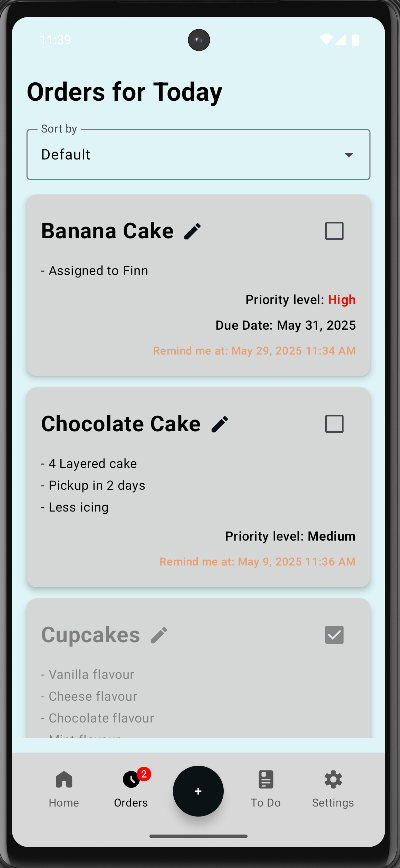 11:39
Orders for Today
Sort by
Default
Banana Cake
- Assigned to Finn
Priority level: High
Due Date: May 31, 2025
Remind me at: May 29, 2025 11:34 AM
Chocolate Cake
- 4 Layered cake
- Pickup in 2 days
- Less icing
Priority level: Medium
Remind me at: May 9, 2025 11:36 AM
Cupcakes
- Vanilla flavour
- Cheese flavour
- Chocolate flavour
- Mint flavour
2
+
Home
Orders
To Do
Settings